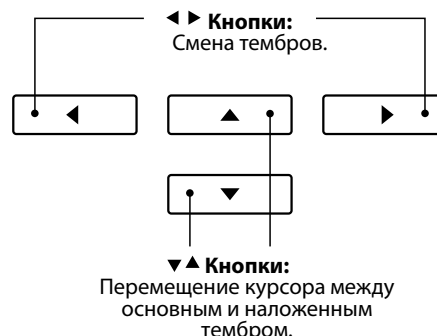 ◀ ▶ Кнопки:
Смена тембров.
▼▲ Кнопки:
Перемещение курсора между
основным и наложенным
тембром.